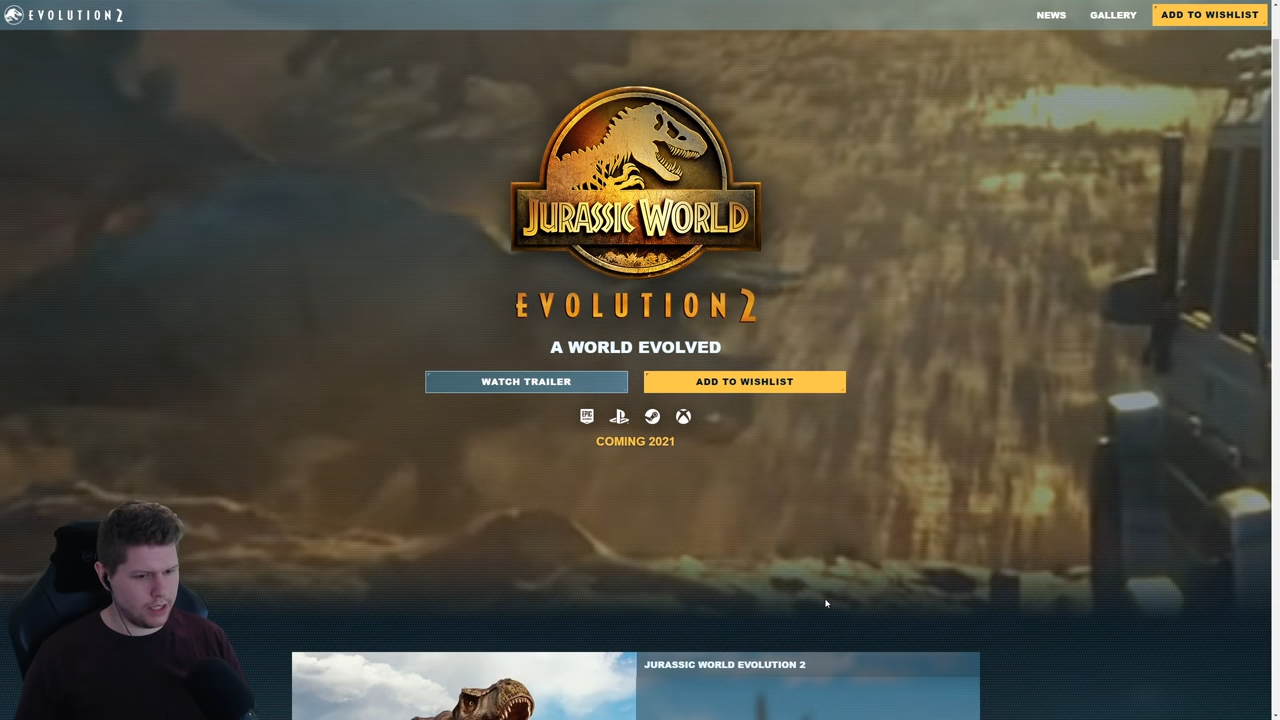 EVOLUTION 2
NEWS
GALLERY
ADD TO WISHLIST
JURASSIC WORLD
EVOLUTION 2
A WORLD EVOLVED
WATCH TRAILER
ADD TO WISHLIST
EPIC
COMING 2021
JURASSIC WORLD EVOLUTION 2